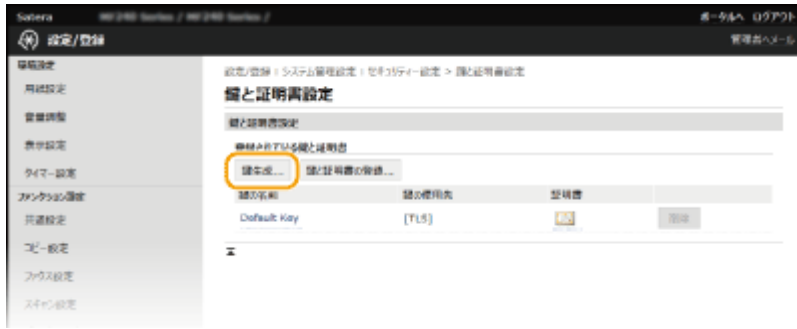 Satera
MF240 Series / MF240 Series /
ポータルへ ログアウト
設定/登録
管理者へメール
環境設定
用紙設定
音量調整
表示設定
タイマー設定
ファンクション設定
共通設定
コピー設定
ファクス設定
スキャン設定
設定/登録 : システム管理設定 : セキュリティー設定 > 鍵と証明書設定
鍵と証明書設定
鍵と証明書設定
登録されている鍵と証明書
鍵生成...
鍵と証明書の登録...
鍵の名前
鍵の使用先
証明書
Default Key
[TLS]
削除